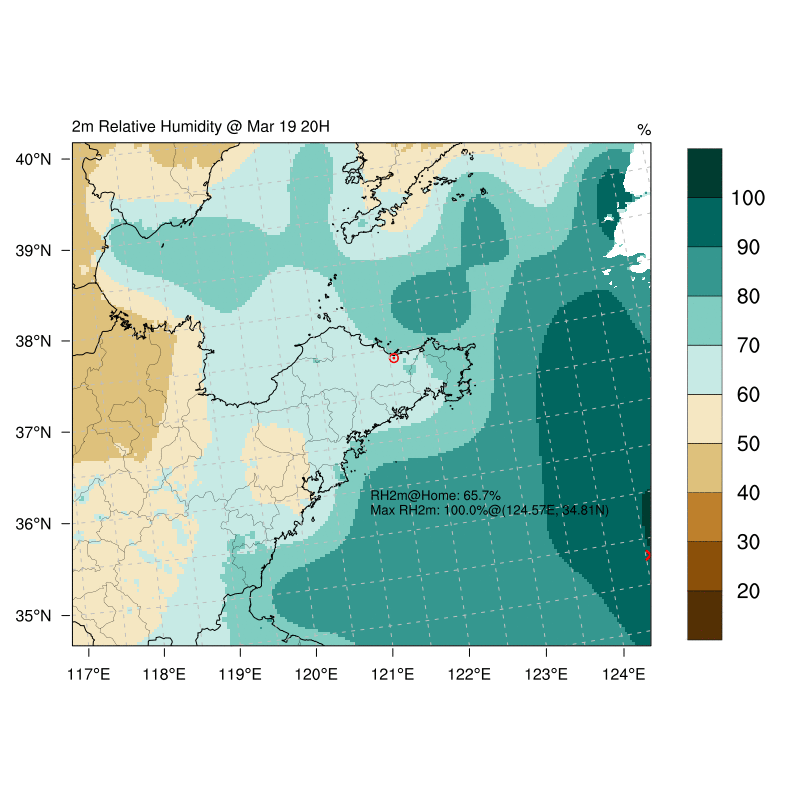 2m Relative Humidity @ Mar 19 20H
%
40°N
39°N
38°N
37°N
36°N
35°N
117°E 118°E 119°E 120°E 121°E 122°E 123°E 124°E
RH2m@Home: 65.7%
Max RH2m: 100.0%@(124.57E, 34.81N)
100
90
80
70
60
50
40
30
20